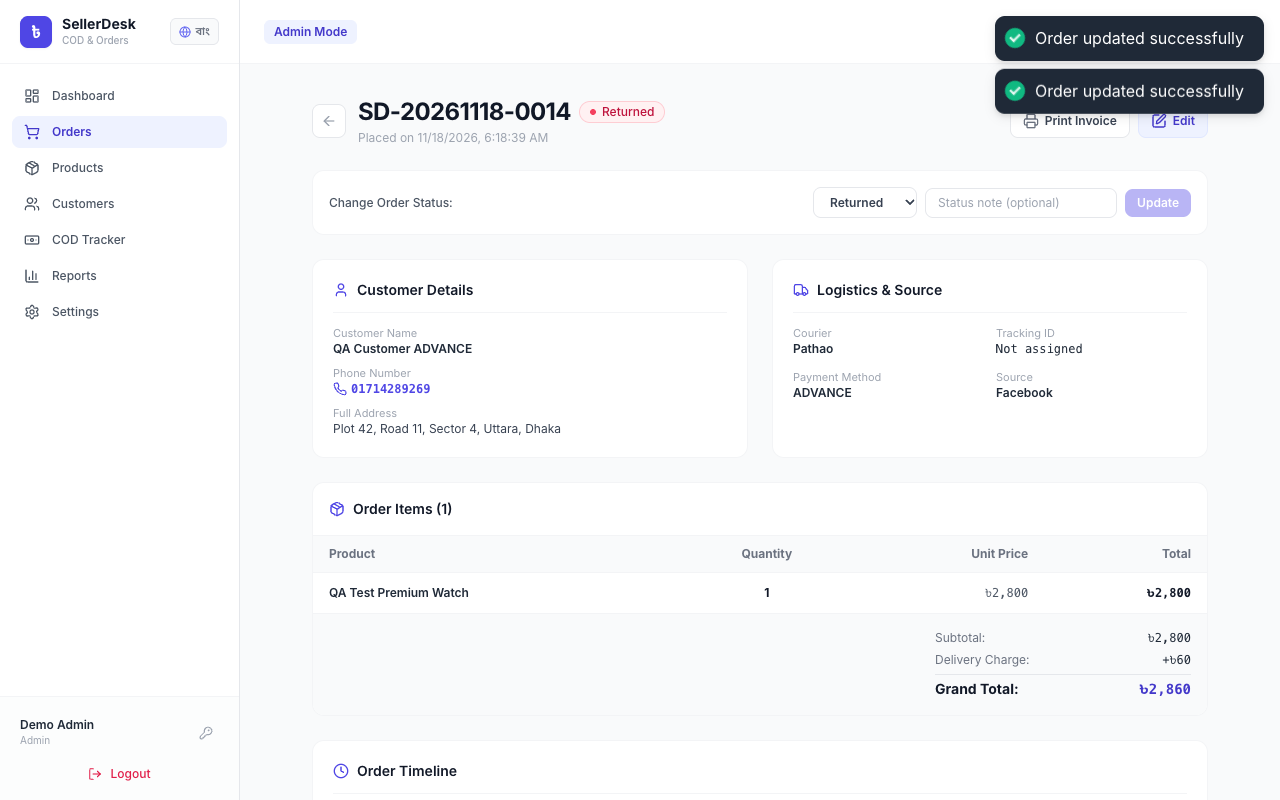 ৳
SellerDesk
COD & Orders
বাং
Dashboard
Orders
Products
Customers
COD Tracker
Reports
Settings
Demo Admin
Admin
Logout
Admin Mode
Order updated successfully
Order updated successfully
SD-20261118-0014
Returned
Placed on 11/18/2026, 6:18:39 AM
Print Invoice
Edit
Change Order Status:
Returned
Status note (optional)
Update
Customer Details
Customer Name
QA Customer ADVANCE
Phone Number
01714289269
Full Address
Plot 42, Road 11, Sector 4, Uttara, Dhaka
Logistics & Source
Courier
Pathao
Tracking ID
Not assigned
Payment Method
ADVANCE
Source
Facebook
Order Items (1)
Product Quantity Unit Price Total
QA Test Premium Watch 1 ৳2,800 ৳2,800
Subtotal: ৳2,800
Delivery Charge: +৳60
Grand Total: ৳2,860
Order Timeline